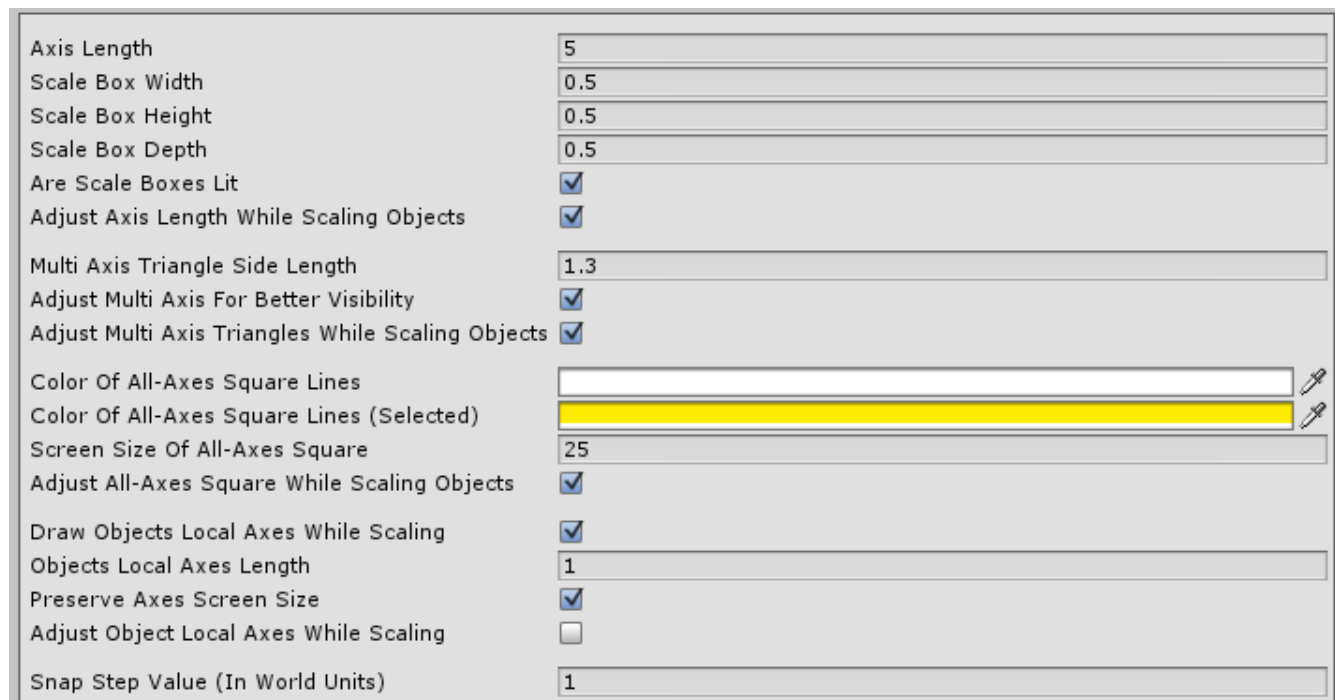 Axis Length 5
Scale Box Width 0.5
Scale Box Height 0.5
Scale Box Depth 0.5
Are Scale Boxes Lit
Adjust Axis Length While Scaling Objects
Multi Axis Triangle Side Length 1.3
Adjust Multi Axis For Better Visibility
Adjust Multi Axis Triangles While Scaling Objects
Color Of All-Axes Square Lines
Color Of All-Axes Square Lines (Selected)
Screen Size Of All-Axes Square 25
Adjust All-Axes Square While Scaling Objects
Draw Objects Local Axes While Scaling
Objects Local Axes Length 1
Preserve Axes Screen Size
Adjust Object Local Axes While Scaling
Snap Step Value (In World Units) 1